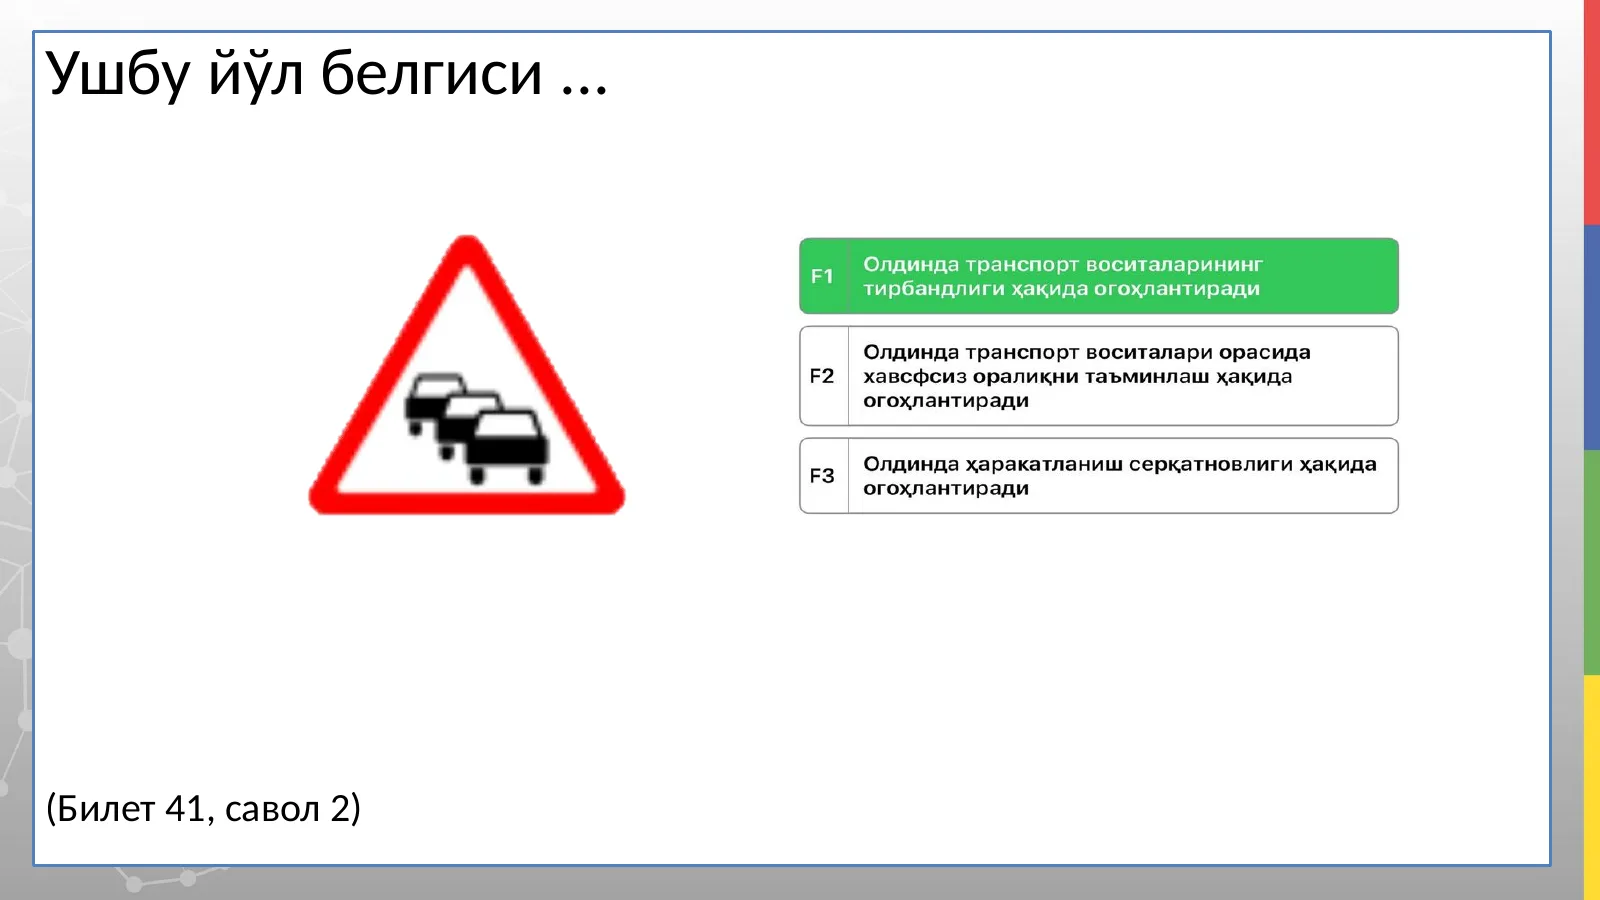 Ушбу йўл белгиси ...
F1
Олдинда транспорт воситаларининг
тирбандлиги ҳақида огоҳлантиради
F2
Олдинда транспорт воситалари орасида
хавсфсиз оралиқни таъминлаш ҳақида
огоҳлантиради
F3
Олдинда ҳаракатланиш серқатновлиги ҳақида
огоҳлантиради
(Билет 41, савол 2)